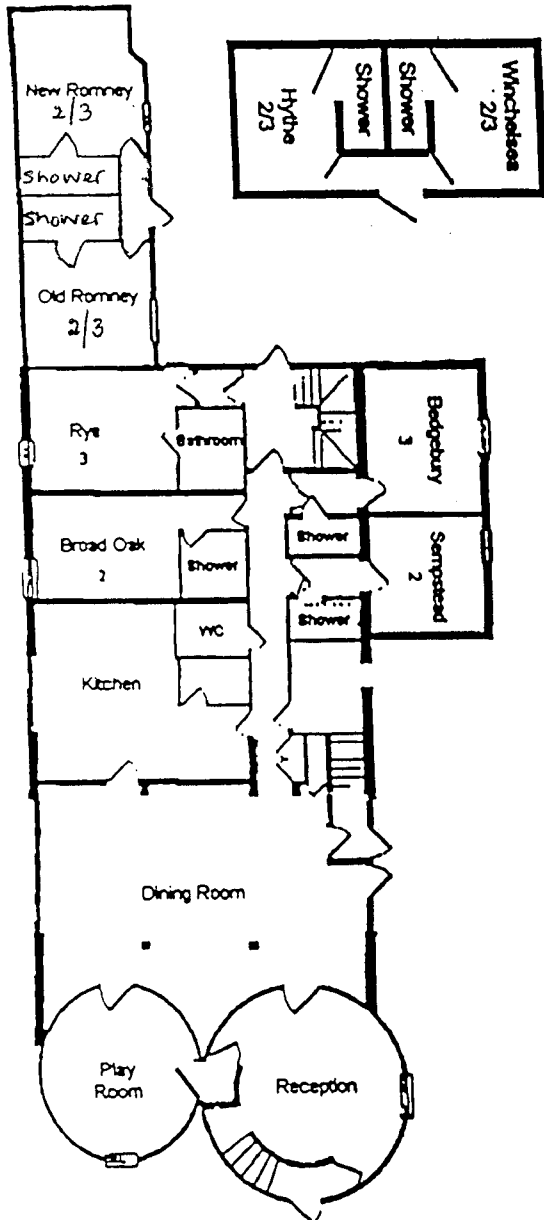 New Romney
2/3
Shower
Shower
Old Romney
2/3
Hythe
2/3
Shower
Shower
Winchelsea
2/3
Rye
3
Bathroom
Bedgebury
3
Broad Oak
2
Shower
Shower
Sempstead
2
WC
Shower
Kitchen
Dining Room
Play
Room
Reception